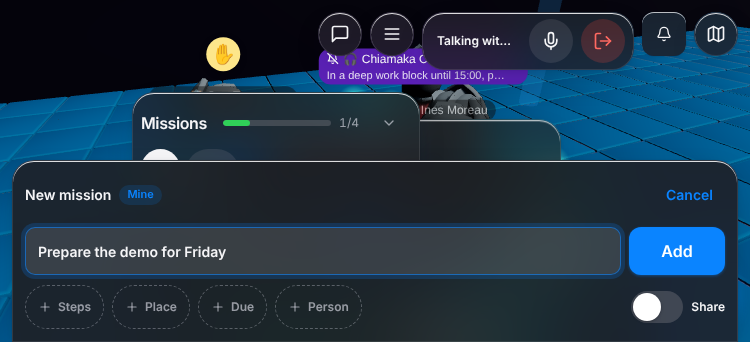 Talking wit...
Chiamaka
In a deep work block until 15:00, p...
Ines Moreau
Missions
1/4
New mission
Mine
Cancel
Prepare the demo for Friday
Add
+ Steps
+ Place
+ Due
+ Person
Share